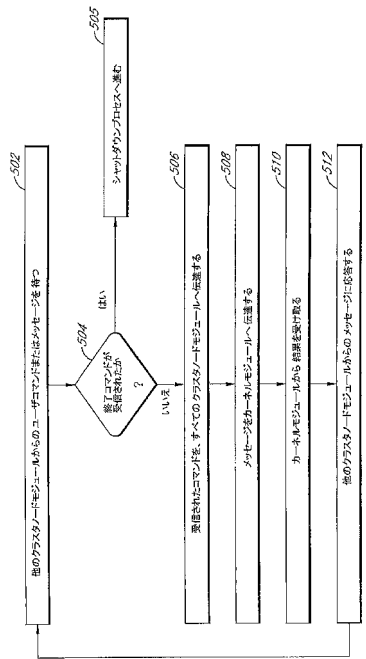 502
他のクラスタノードモジュールからのユーザコマンドまたはメッセージを待つ
504
終了コマンドが
受信されたか
?
はい
505
シャットダウンプロセスへ進む
いいえ
506
受信されたコマンドを、すべてのクラスタノードモジュールへ伝達する
508
メッセージをカーネルモジュールへ伝達する
510
カーネルモジュールから結果を受け取る
512
他のクラスタノードモジュールからのメッセージに応答する